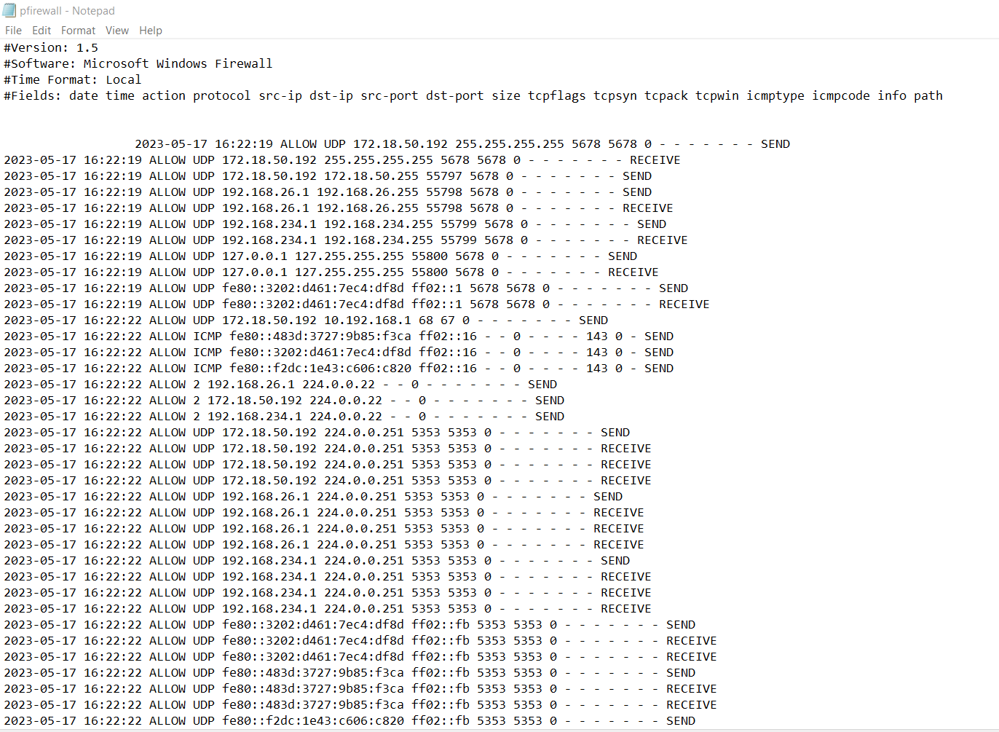 pfirewall - Notepad
File Edit Format View Help
#Version: 1.5
#Software: Microsoft Windows Firewall
#Time Format: Local
#Fields: date time action protocol src-ip dst-ip src-port dst-port size tcpflags tcpsyn tcpack tcpwin icmptype icmpcode info path
2023-05-17 16:22:19 ALLOW UDP 172.18.50.192 255.255.255.255 5678 5678 0 - - - - - - - SEND
2023-05-17 16:22:19 ALLOW UDP 172.18.50.192 255.255.255.255 5678 5678 0 - - - - - - - RECEIVE
2023-05-17 16:22:19 ALLOW UDP 172.18.50.192 172.18.50.255 55797 5678 0 - - - - - - - SEND
2023-05-17 16:22:19 ALLOW UDP 192.168.26.1 192.168.26.255 55798 5678 0 - - - - - - - SEND
2023-05-17 16:22:19 ALLOW UDP 192.168.26.1 192.168.26.255 55798 5678 0 - - - - - - - RECEIVE
2023-05-17 16:22:19 ALLOW UDP 192.168.234.1 192.168.234.255 55799 5678 0 - - - - - - - SEND
2023-05-17 16:22:19 ALLOW UDP 192.168.234.1 192.168.234.255 55799 5678 0 - - - - - - - RECEIVE
2023-05-17 16:22:19 ALLOW UDP 127.0.0.1 127.255.255.255 55800 5678 0 - - - - - - - SEND
2023-05-17 16:22:19 ALLOW UDP 127.0.0.1 127.255.255.255 55800 5678 0 - - - - - - - RECEIVE
2023-05-17 16:22:19 ALLOW UDP fe80::3202:d461:7ec4:df8d ff02::1 5678 5678 0 - - - - - - - SEND
2023-05-17 16:22:19 ALLOW UDP fe80::3202:d461:7ec4:df8d ff02::1 5678 5678 0 - - - - - - - RECEIVE
2023-05-17 16:22:22 ALLOW UDP 172.18.50.192 10.192.168.1 68 67 0 - - - - - - - SEND
2023-05-17 16:22:22 ALLOW ICMP fe80::483d:3727:9b85:f3ca ff02::16 - - 0 - - - - 143 0 - SEND
2023-05-17 16:22:22 ALLOW ICMP fe80::3202:d461:7ec4:df8d ff02::16 - - 0 - - - - 143 0 - SEND
2023-05-17 16:22:22 ALLOW ICMP fe80::f2dc:1e43:c606:c820 ff02::16 - - 0 - - - - 143 0 - SEND
2023-05-17 16:22:22 ALLOW 2 192.168.26.1 224.0.0.22 - - 0 - - - - - - - SEND
2023-05-17 16:22:22 ALLOW 2 172.18.50.192 224.0.0.22 - - 0 - - - - - - - SEND
2023-05-17 16:22:22 ALLOW 2 192.168.234.1 224.0.0.22 - - 0 - - - - - - - SEND
2023-05-17 16:22:22 ALLOW UDP 172.18.50.192 224.0.0.251 5353 5353 0 - - - - - - - SEND
2023-05-17 16:22:22 ALLOW UDP 172.18.50.192 224.0.0.251 5353 5353 0 - - - - - - - RECEIVE
2023-05-17 16:22:22 ALLOW UDP 172.18.50.192 224.0.0.251 5353 5353 0 - - - - - - - RECEIVE
2023-05-17 16:22:22 ALLOW UDP 172.18.50.192 224.0.0.251 5353 5353 0 - - - - - - - RECEIVE
2023-05-17 16:22:22 ALLOW UDP 192.168.26.1 224.0.0.251 5353 5353 0 - - - - - - - SEND
2023-05-17 16:22:22 ALLOW UDP 192.168.26.1 224.0.0.251 5353 5353 0 - - - - - - - RECEIVE
2023-05-17 16:22:22 ALLOW UDP 192.168.26.1 224.0.0.251 5353 5353 0 - - - - - - - RECEIVE
2023-05-17 16:22:22 ALLOW UDP 192.168.26.1 224.0.0.251 5353 5353 0 - - - - - - - RECEIVE
2023-05-17 16:22:22 ALLOW UDP 192.168.234.1 224.0.0.251 5353 5353 0 - - - - - - - SEND
2023-05-17 16:22:22 ALLOW UDP 192.168.234.1 224.0.0.251 5353 5353 0 - - - - - - - RECEIVE
2023-05-17 16:22:22 ALLOW UDP 192.168.234.1 224.0.0.251 5353 5353 0 - - - - - - - RECEIVE
2023-05-17 16:22:22 ALLOW UDP 192.168.234.1 224.0.0.251 5353 5353 0 - - - - - - - RECEIVE
2023-05-17 16:22:22 ALLOW UDP fe80::3202:d461:7ec4:df8d ff02::fb 5353 5353 0 - - - - - - - SEND
2023-05-17 16:22:22 ALLOW UDP fe80::3202:d461:7ec4:df8d ff02::fb 5353 5353 0 - - - - - - - RECEIVE
2023-05-17 16:22:22 ALLOW UDP fe80::3202:d461:7ec4:df8d ff02::fb 5353 5353 0 - - - - - - - RECEIVE
2023-05-17 16:22:22 ALLOW UDP fe80::483d:3727:9b85:f3ca ff02::fb 5353 5353 0 - - - - - - - SEND
2023-05-17 16:22:22 ALLOW UDP fe80::483d:3727:9b85:f3ca ff02::fb 5353 5353 0 - - - - - - - RECEIVE
2023-05-17 16:22:22 ALLOW UDP fe80::483d:3727:9b85:f3ca ff02::fb 5353 5353 0 - - - - - - - RECEIVE
2023-05-17 16:22:22 ALLOW UDP fe80::f2dc:1e43:c606:c820 ff02::fb 5353 5353 0 - - - - - - - SEND